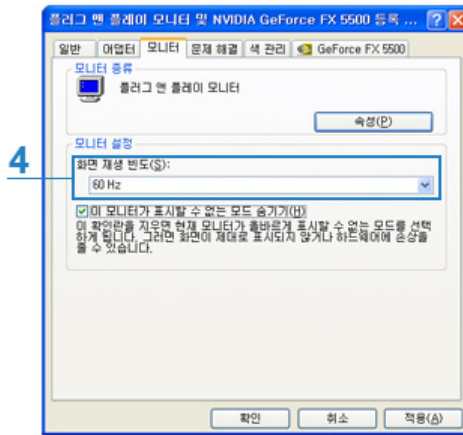 플러그 앤 플레이 모니터 및 NVIDIA GeForce FX 5500 등록 ...
일반 어댑터 모니터 문제 해결 색 관리 GeForce FX 5500
모니터 종류
플러그 앤 플레이 모니터
속성(P)
모니터 설정
4
화면 재생 빈도(S):
60 Hz
이 모니터가 표시할 수 없는 모드 숨기기(H)
이 확인란을 지우면 현재 모니터가 올바르게 표시할 수 없는 모드를 선택
하게 됩니다. 그러면 화면이 제대로 표시되지 않거나 하드웨어에 손상을
줄 수 있습니다.
확인 취소 적용(A)